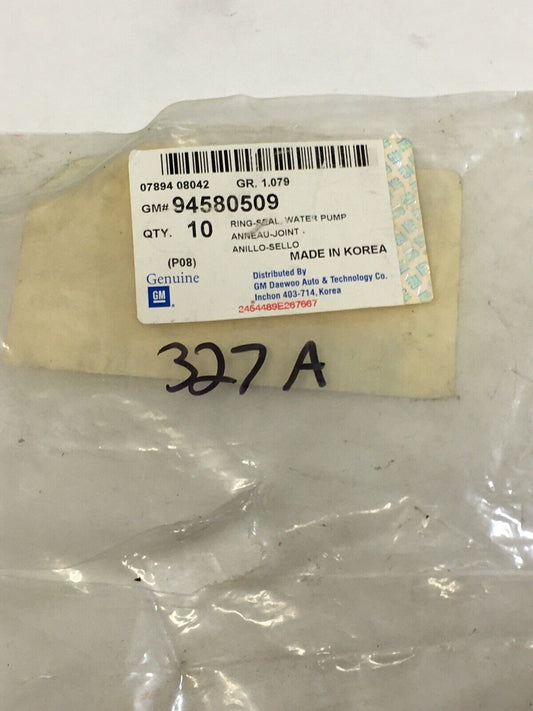 07894 08042 GR. 1.079
GM# 94580509
QTY. 10 RING-SEAL, WATER PUMP
ANNEAU-JOINT -
ANILLO-SELLO
MADE IN KOREA
(P08)
Genuine
GM
Distributed By
GM Daewoo Auto & Technology Co.
Inchon 403-714, Korea
2454489E267667
327 A